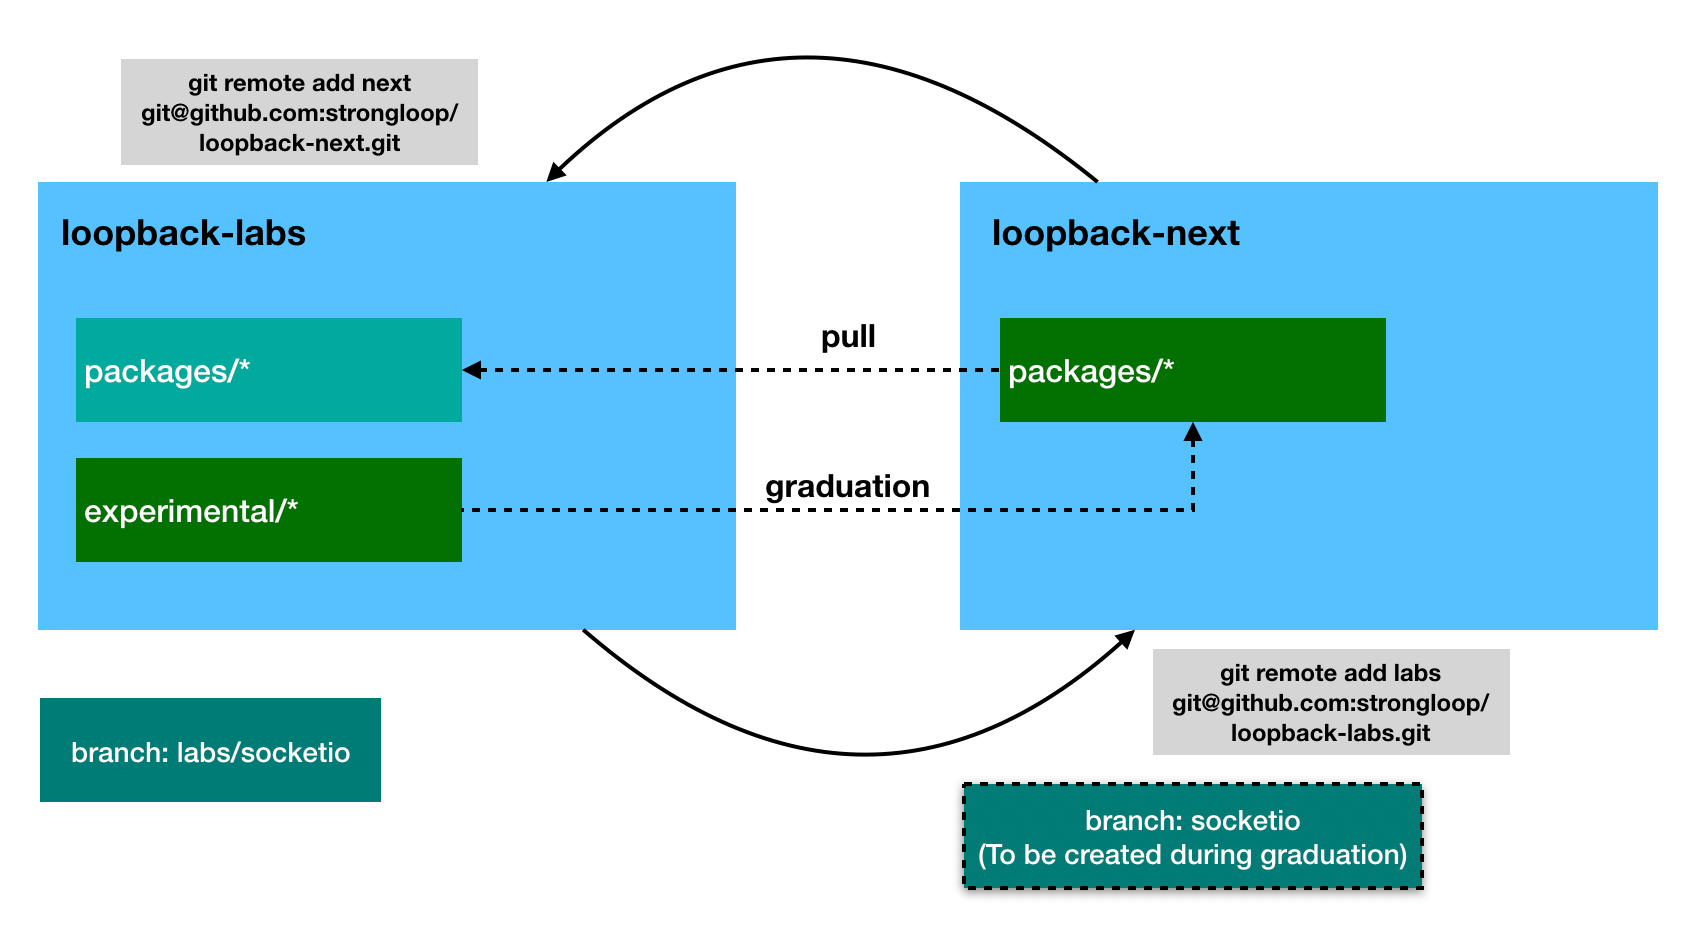 git remote add next
git@github.com:strongloop/
loopback-next.git
loopback-labs
loopback-next
packages/*
pull
packages/*
experimental/*
graduation
git remote add labs
git@github.com:strongloop/
loopback-labs.git
branch: labs/socketio
branch: socketio
(To be created during graduation)